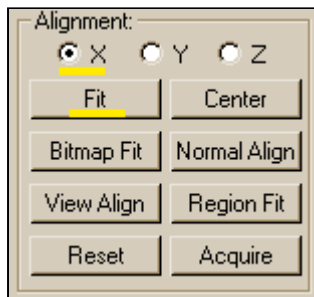 Alignment:
X Y Z
Fit Center
Bitmap Fit Normal Align
View Align Region Fit
Reset Acquire